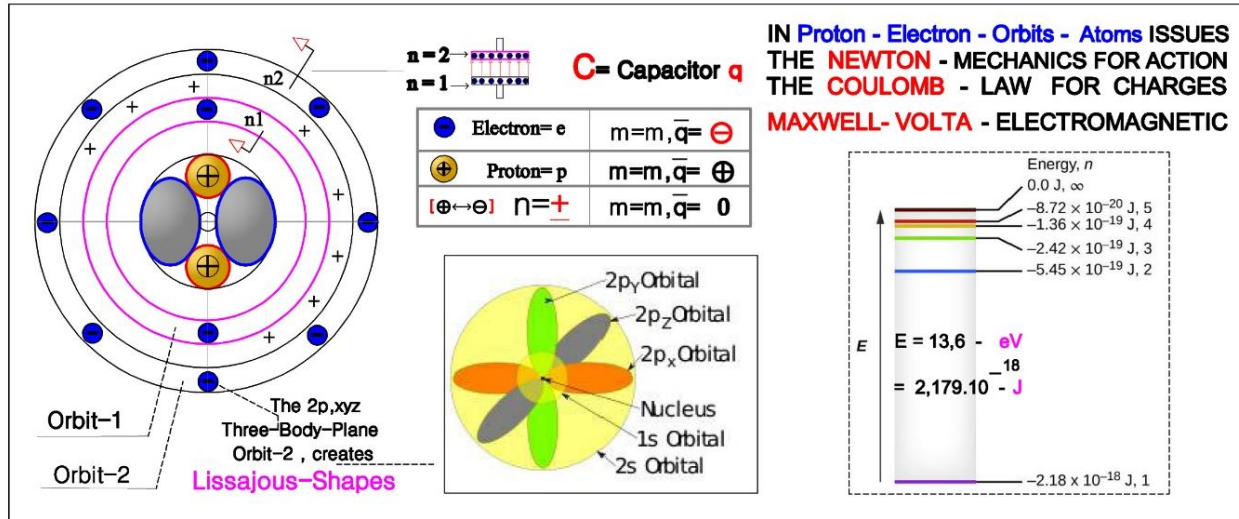 n2
n1
Orbit-1
Orbit-2
The 2p,xyz
Three-Body-Plane
Orbit-2 , creates
Lissajous-Shapes
n = 2
n = 1
C= Capacitor q
Electron= e m=m, q̅= ⊖
Proton= p m=m, q̅= ⊕
[⊕↔⊖] n=± m=m, q̅= 0
2pY Orbital
2pZ Orbital
2pX Orbital
Nucleus
1s Orbital
2s Orbital
IN Proton - Electron - Orbits - Atoms ISSUES
THE NEWTON - MECHANICS FOR ACTION
THE COULOMB - LAW FOR CHARGES
MAXWELL- VOLTA - ELECTROMAGNETIC
Energy, n
0.0 J, ∞
–8.72 × 10⁻²⁰ J, 5
–1.36 × 10⁻¹⁹ J, 4
–2.42 × 10⁻¹⁹ J, 3
–5.45 × 10⁻¹⁹ J, 2
E
E = 13,6 - eV
= 2,179.10⁻¹⁸ - J
–2.18 × 10⁻¹⁸ J, 1